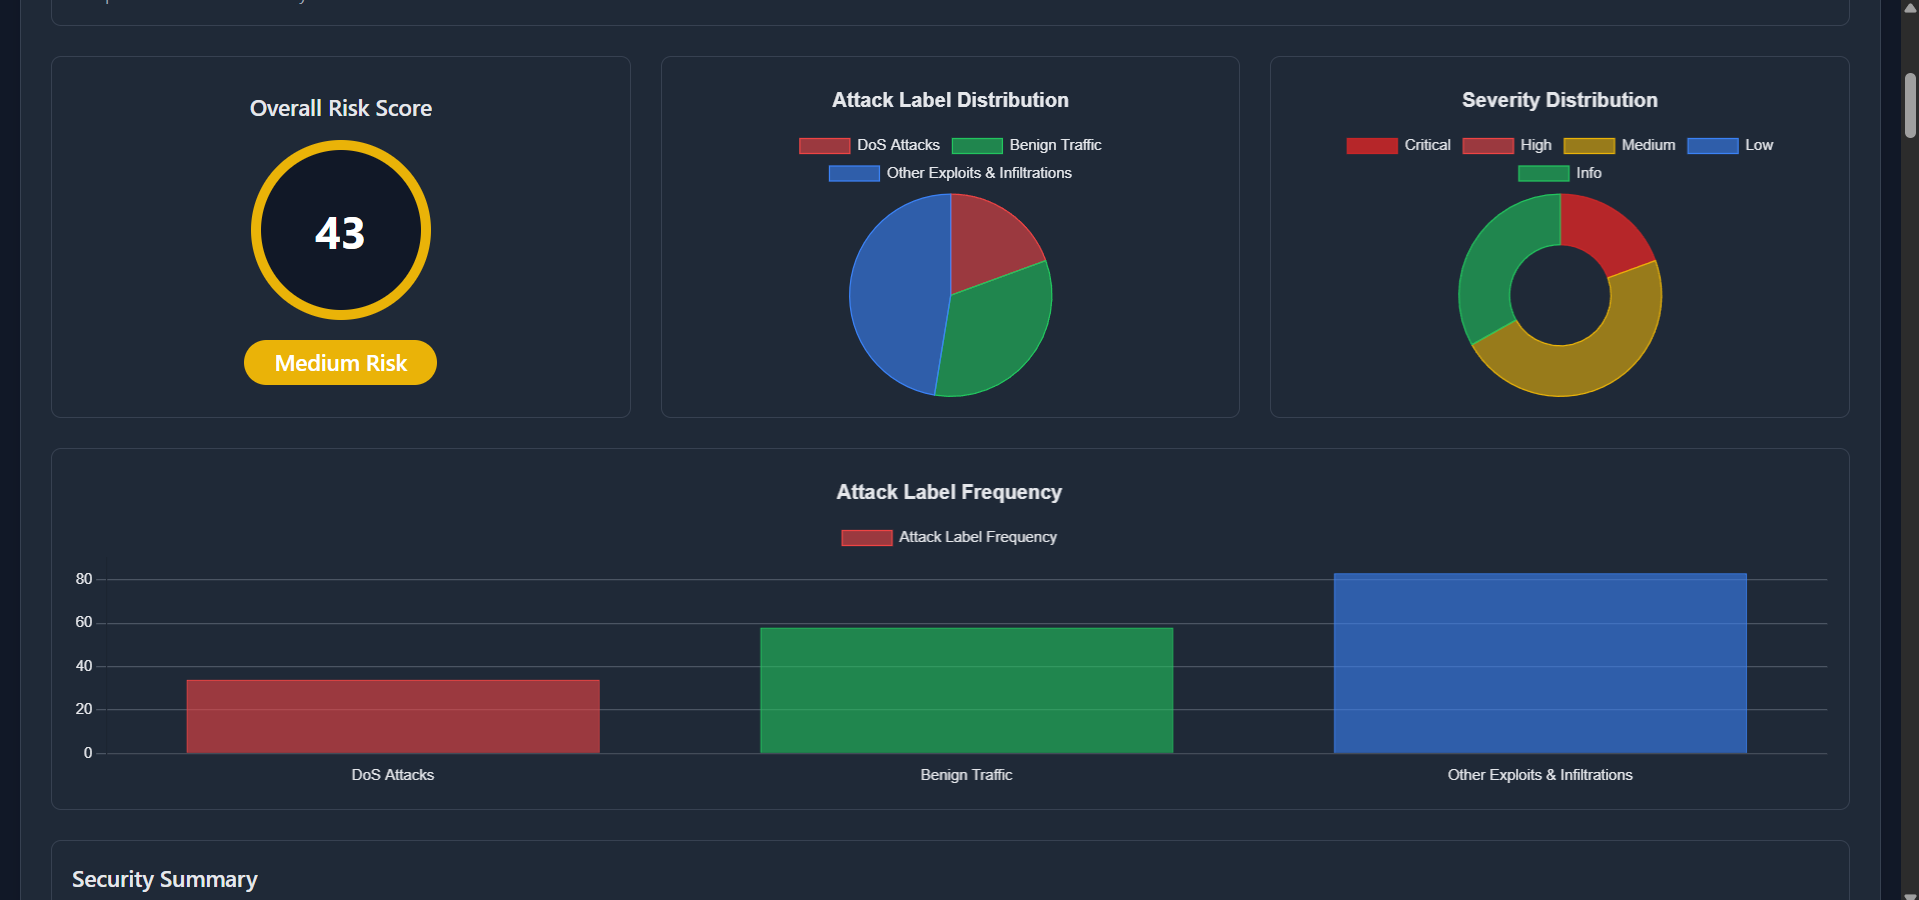 Overall Risk Score
43
Medium Risk
Attack Label Distribution
DoS Attacks
Benign Traffic
Other Exploits & Infiltrations
Severity Distribution
Critical
High
Medium
Low
Info
Attack Label Frequency
Attack Label Frequency
80
60
40
20
0
DoS Attacks
Benign Traffic
Other Exploits & Infiltrations
Security Summary